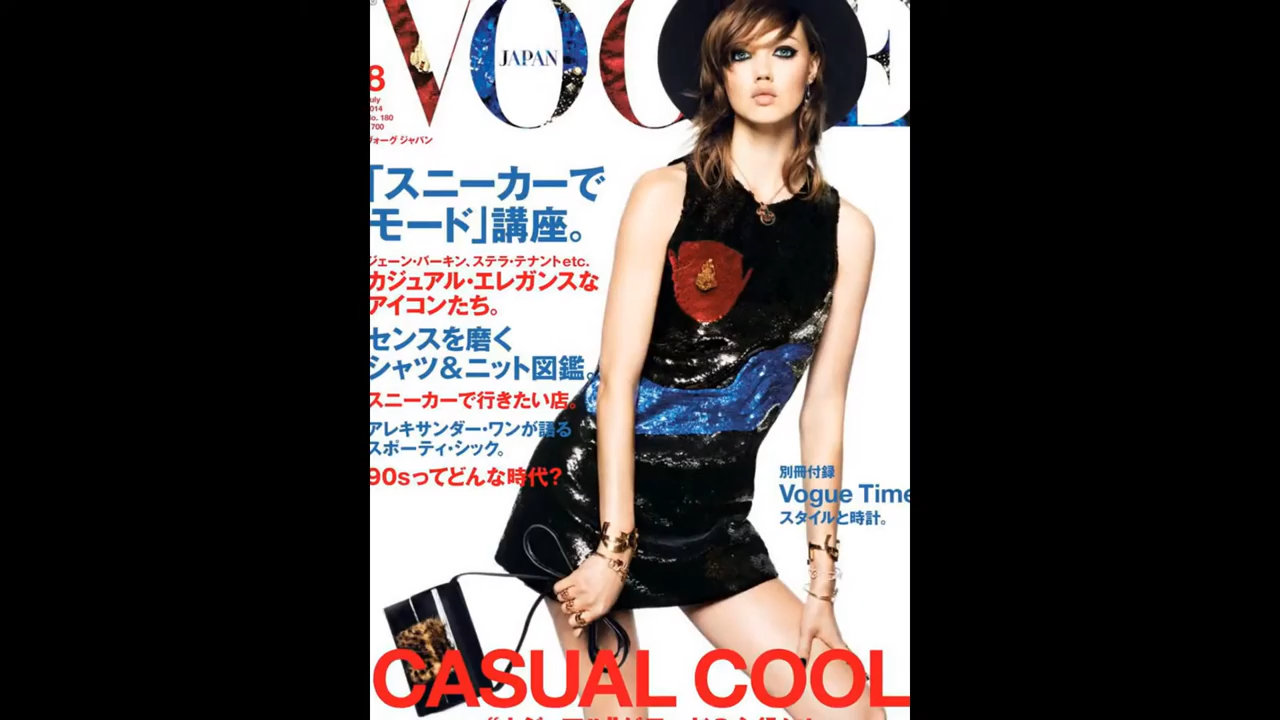 VOGUE
JAPAN
8
uly
014
o. 180
700
ヴォーグ ジャパン
「スニーカーで
モード」講座。
ジェーン・バーキン、ステラ・テナントetc.
カジュアル・エレガンスな
アイコンたち。
センスを磨く
シャツ&ニット図鑑。
スニーカーで行きたい店。
アレキサンダー・ワンが語る
スポーティ・シック。
90sってどんな時代?
別冊付録
Vogue Time
スタイルと時計。
CASUAL COOL